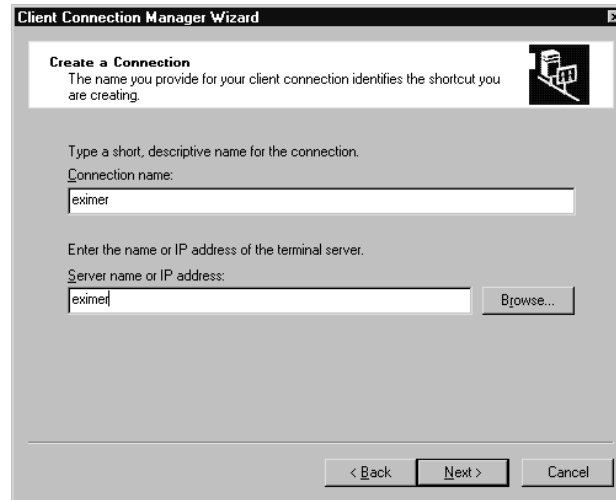 Client Connection Manager Wizard
Create a Connection
The name you provide for your client connection identifies the shortcut you
are creating.
Type a short, descriptive name for the connection.
Connection name:
eximer
Enter the name or IP address of the terminal server.
Server name or IP address:
eximer
Browse...
< Back
Next >
Cancel